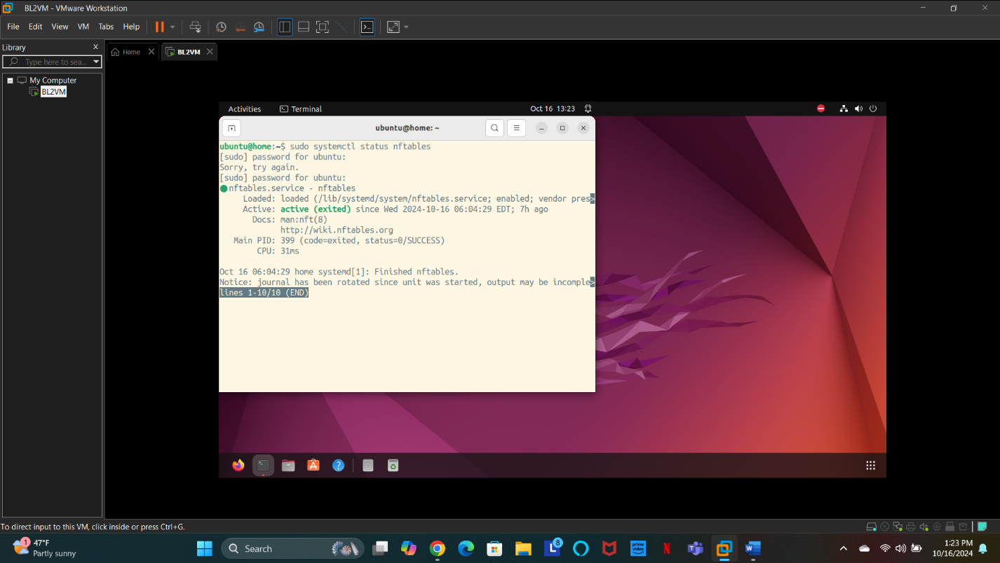 BL2VM - VMware Workstation
File Edit View VM Tabs Help
Library
Type here to sea...
My Computer
BL2VM
Home
BL2VM
Activities
Terminal
Oct 16 13:23
ubuntu@home: ~
ubuntu@home:~$ sudo systemctl status nftables
[sudo] password for ubuntu:
Sorry, try again.
[sudo] password for ubuntu:
nftables.service - nftables
Loaded: loaded (/lib/systemd/system/nftables.service; enabled; vendor pres>
Active: active (exited) since Wed 2024-10-16 06:04:29 EDT; 7h ago
Docs: man:nft(8)
http://wiki.nftables.org
Main PID: 399 (code=exited, status=0/SUCCESS)
CPU: 31ms
Oct 16 06:04:29 home systemd[1]: Finished nftables.
Notice: journal has been rotated since unit was started, output may be incomple>
lines 1-10/10 (END)
To direct input to this VM, click inside or press Ctrl+G.
1
47°F
Partly sunny
Search
L 8
prime video
N
W
1:23 PM
10/16/2024